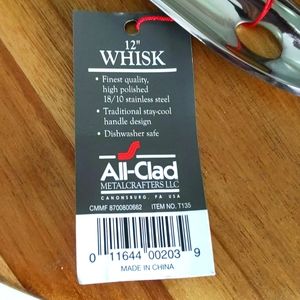 12"
WHISK
• Finest quality,
high polished
18/10 stainless steel
• Traditional stay-cool
handle design
• Dishwasher safe
All-Clad
METALCRAFTERS LLC
CANONSBURG, PA USA
CMMF 8700800662 ITEM NO. T135
0 11644 00203 9
MADE IN CHINA